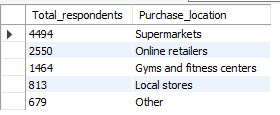 Total_respondents Purchase_location
4494 Supermarkets
2550 Online retailers
1464 Gyms and fitness centers
813 Local stores
679 Other